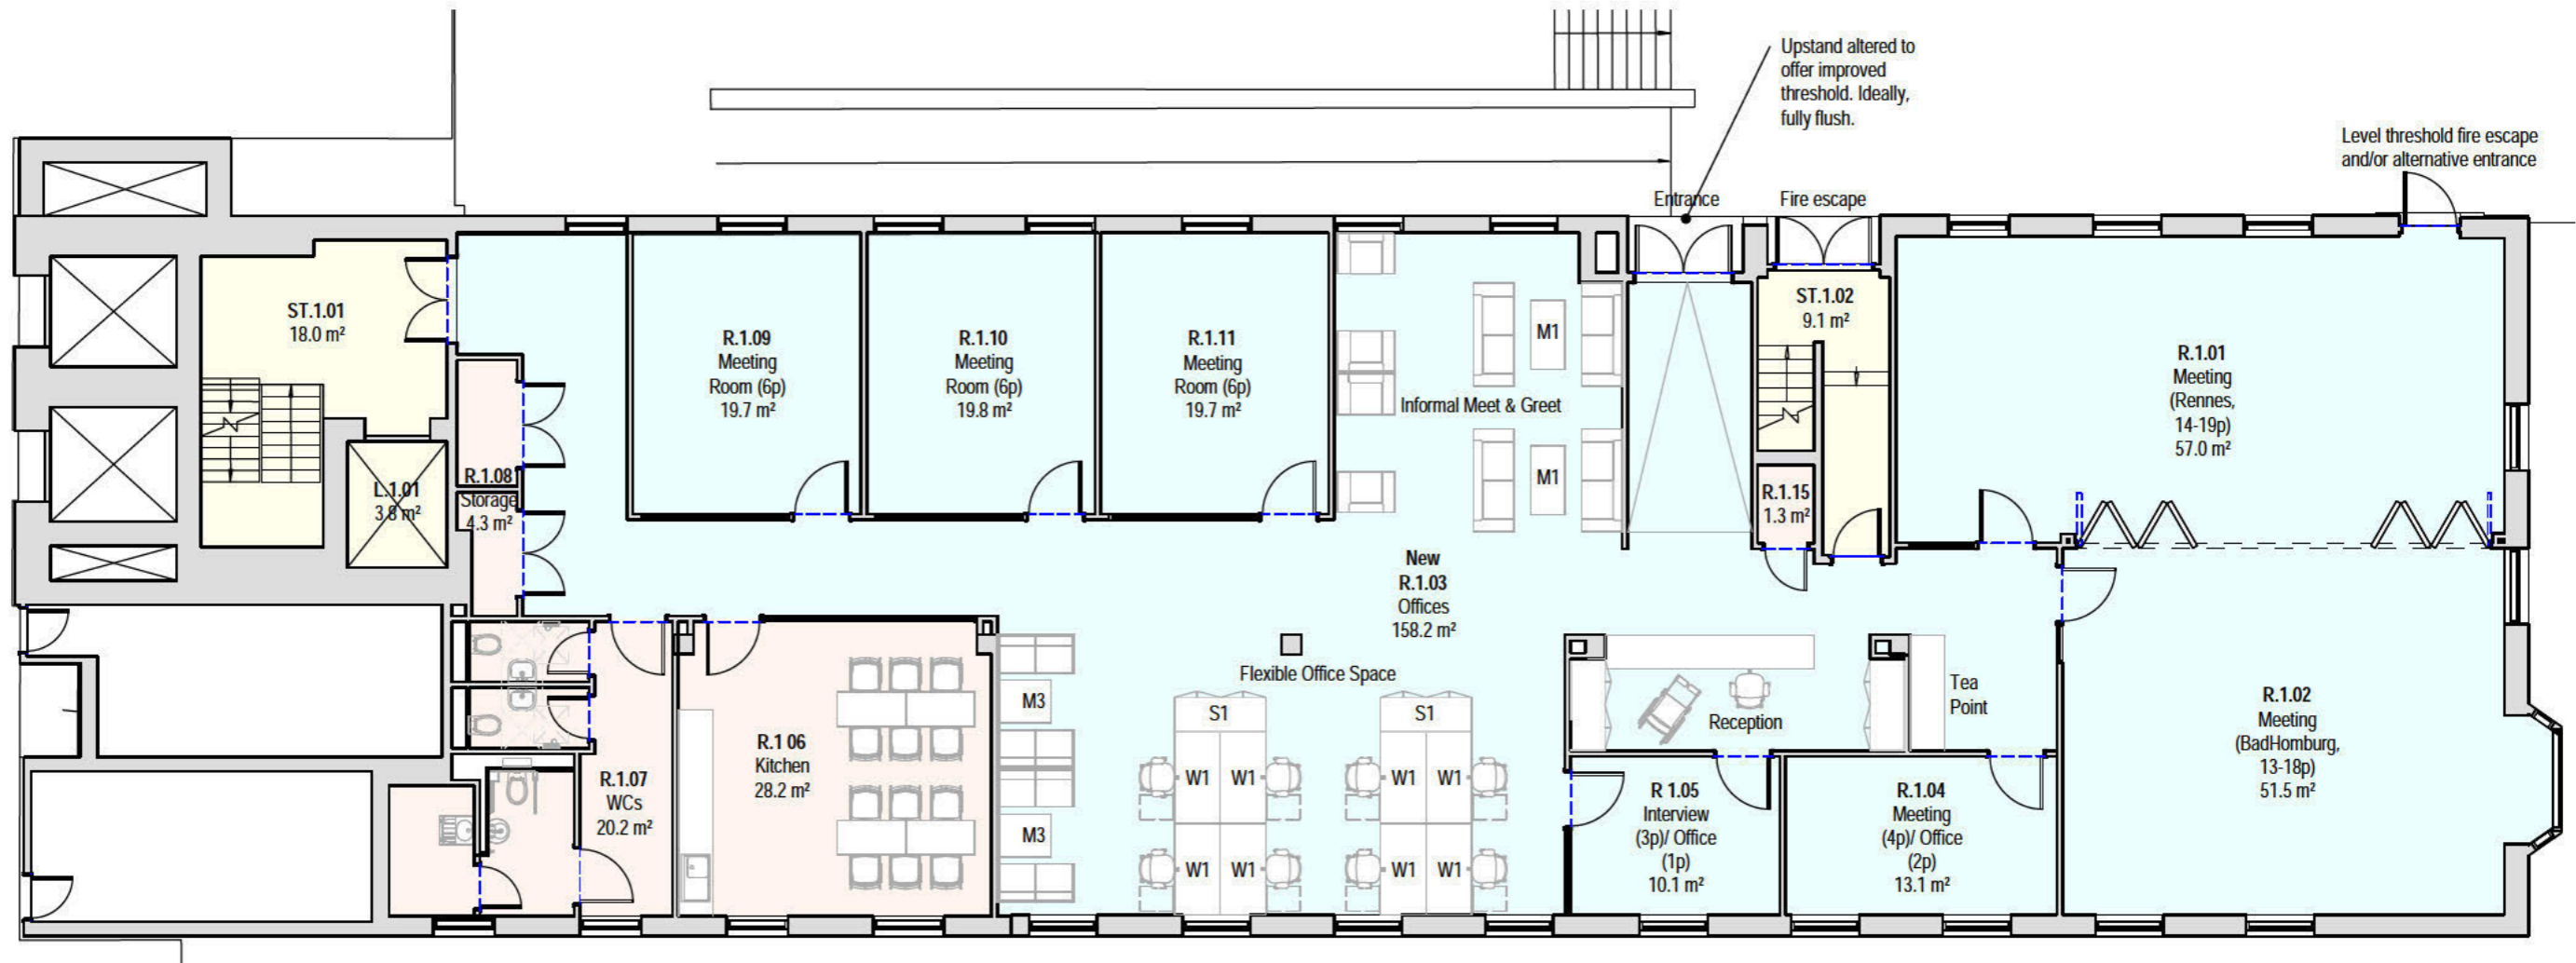 Upstand altered to
offer improved
threshold. Ideally,
fully flush.
Level threshold fire escape
and/or alternative entrance
Entrance
Fire escape
ST.1.01
18.0 m²
R.1.09
Meeting
Room (6p)
19.7 m²
R.1.10
Meeting
Room (6p)
19.8 m²
R.1.11
Meeting
Room (6p)
19.7 m²
M1
Informal Meet & Greet
M1
ST.1.02
9.1 m²
R.1.01
Meeting
(Rennes,
14-19p)
57.0 m²
L.1.01
3.8 m²
R.1.08
Storage
4.3 m²
R.1.15
1.3 m²
New
R.1.03
Offices
158.2 m²
Flexible Office Space
M3
M3
S1
S1
W1
W1
W1
W1
W1
W1
W1
W1
Reception
Tea
Point
R.1.07
WCs
20.2 m²
R.1 06
Kitchen
28.2 m²
R 1.05
Interview
(3p)/ Office
(1p)
10.1 m²
R.1.04
Meeting
(4p)/ Office
(2p)
13.1 m²
R.1.02
Meeting
(BadHomburg,
13-18p)
51.5 m²